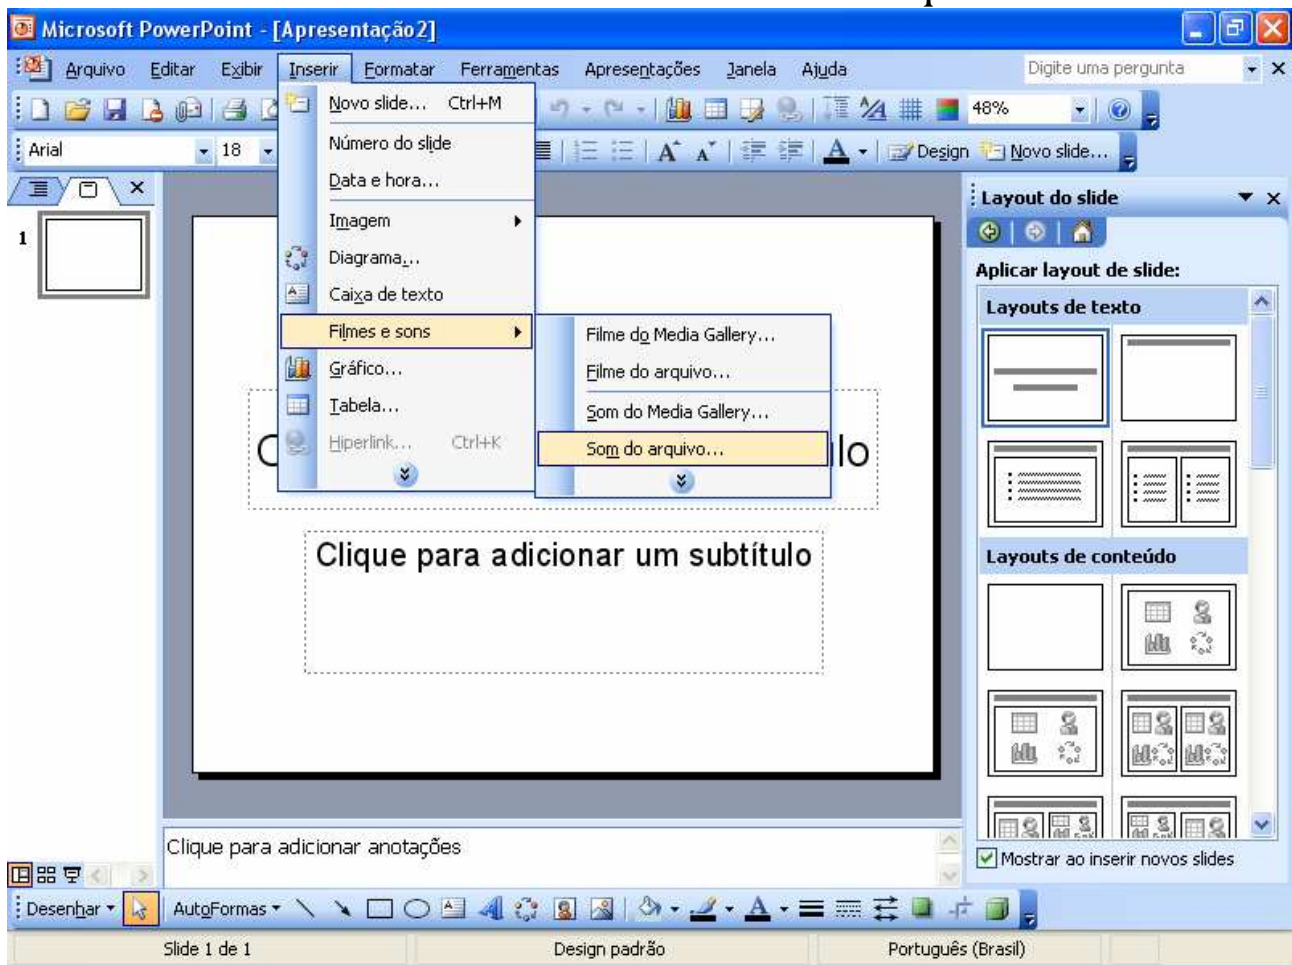 Microsoft PowerPoint - [Apresentação2]
Arquivo Editar Exibir Inserir Formatar Ferramentas Apresentações Janela Ajuda Digite uma pergunta
48%
Arial 18 A A A Design Novo slide...
Novo slide... Ctrl+M
Número do slide
Data e hora...
Imagem
Diagrama...
Caixa de texto
Filmes e sons
Gráfico...
Tabela...
Hiperlink... Ctrl+K
Filme do Media Gallery...
Filme do arquivo...
Som do Media Gallery...
Som do arquivo...
1
C
lo
Clique para adicionar um subtítulo
Clique para adicionar anotações
Layout do slide
Aplicar layout de slide:
Layouts de texto
Layouts de conteúdo
Mostrar ao inserir novos slides
Desenhar AutoFormas A
Slide 1 de 1 Design padrão Português (Brasil)